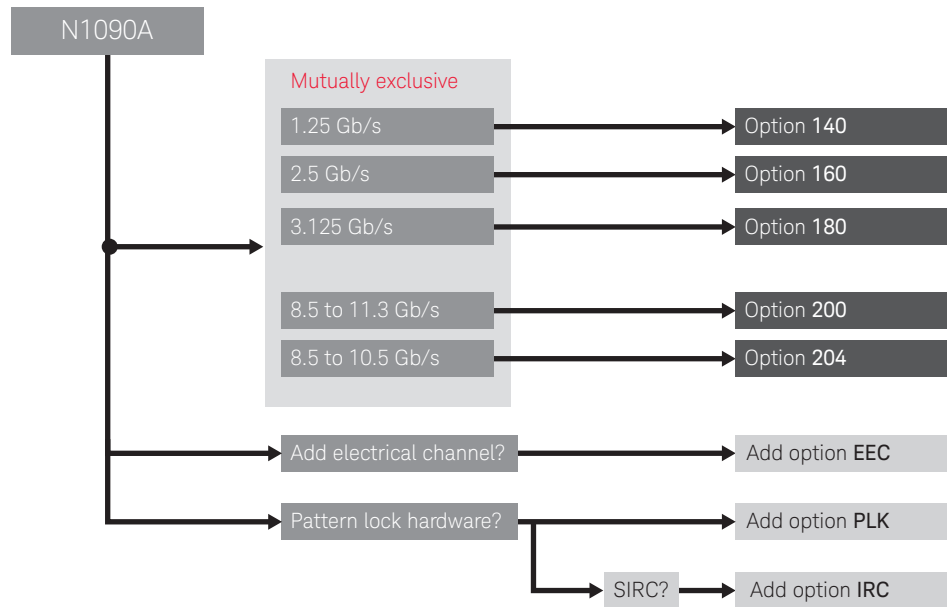 N1090A
Mutually exclusive
1.25 Gb/s
Option 140
2.5 Gb/s
Option 160
3.125 Gb/s
Option 180
8.5 to 11.3 Gb/s
Option 200
8.5 to 10.5 Gb/s
Option 204
Add electrical channel?
Add option EEC
Pattern lock hardware?
Add option PLK
SIRC?
Add option IRC